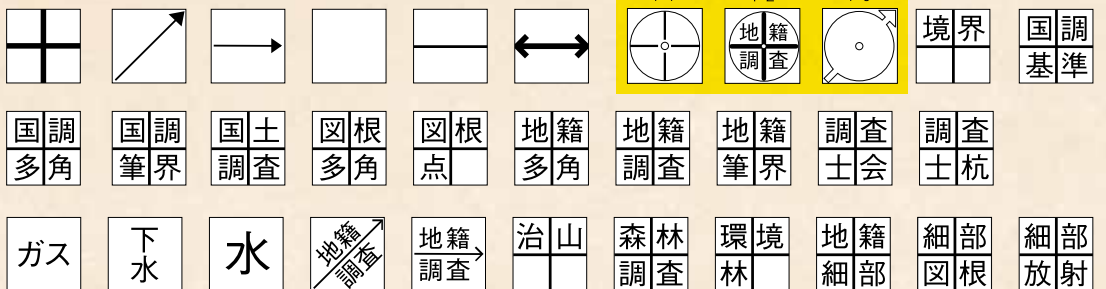 地籍
調査
境界
国調
基準
国調
多角
国調
筆界
国土
調査
図根
多角
図根
点
地籍
多角
地籍
調査
地籍
筆界
調査
士会
調査
士杭
ガス
下
水
水
地籍
調査
地籍
調査
治山
森林
調査
環境
林
地籍
細部
細部
図根
細部
放射